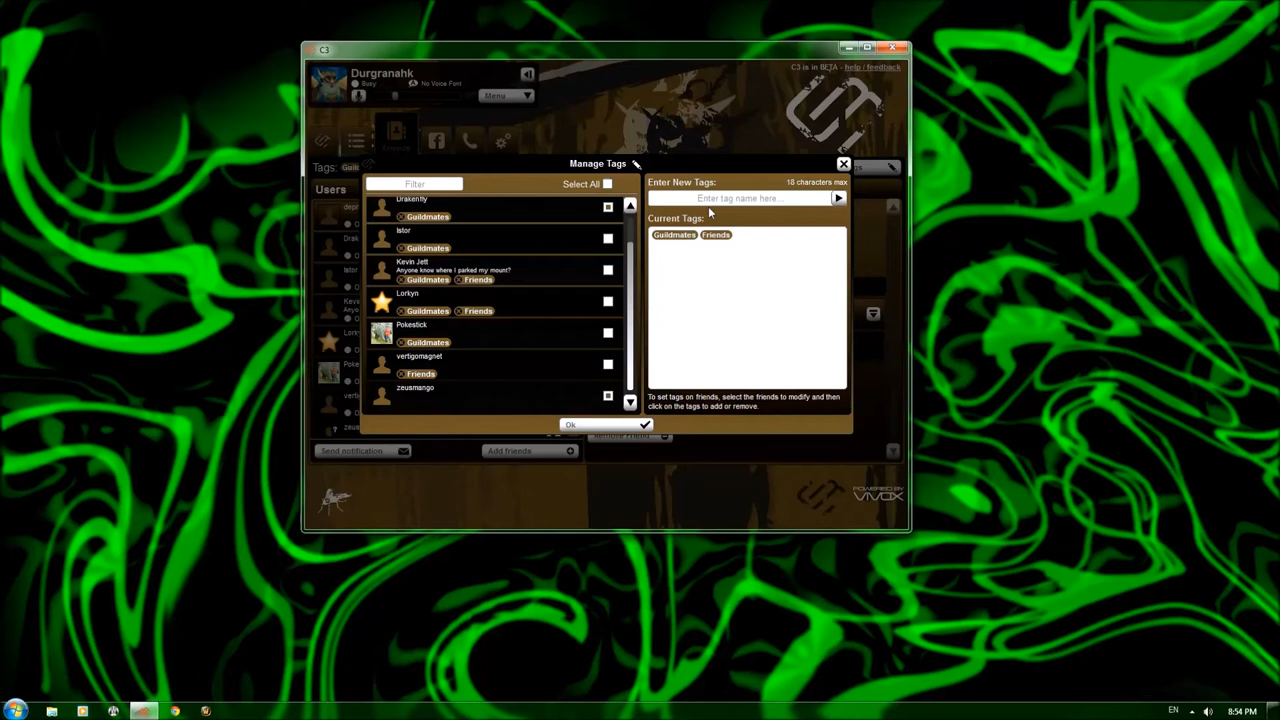 C3
Durgranahk
Busy
No Voice Font
Menu
C3 is in BETA - help / feedback
Tags:
Users
Manage Tags
Filter
Select All
Drakenfly
Guildmates
Istor
Guildmates
Kevin Jett
Anyone know where I parked my mount?
Guildmates Friends
Lorkyn
Guildmates Friends
Pokestick
Guildmates
vertigomagnet
Friends
zeusmango
Enter New Tags:
18 characters max
Enter tag name here...
Current Tags:
Guildmates Friends
To set tags on friends, select the friends to modify and then
click on the tags to add or remove.
Ok
Remove Friend
Send notification
Add friends
POWERED BY
VIVOX
EN
8:54 PM